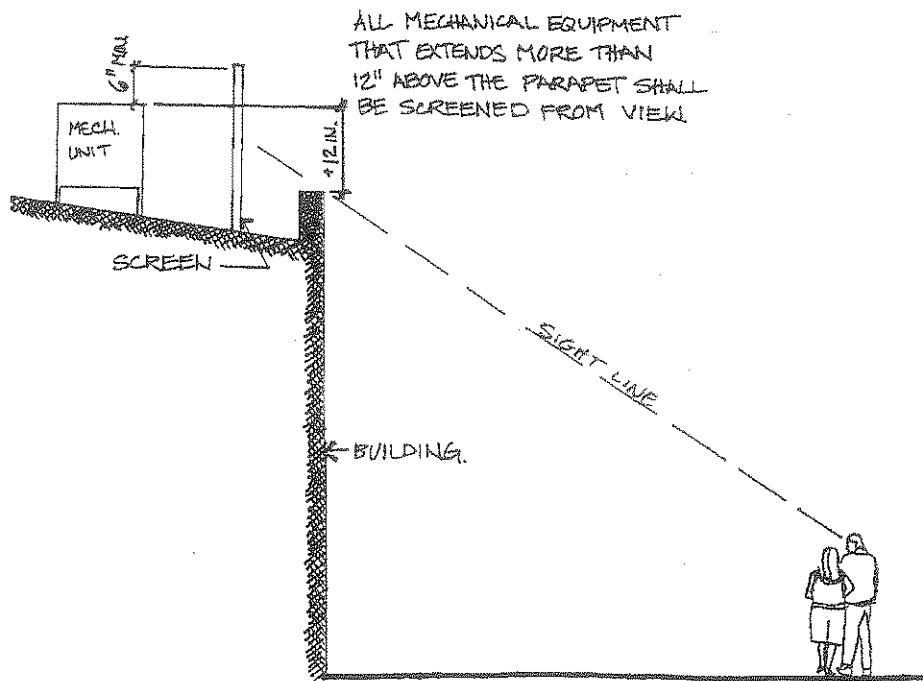 ALL MECHANICAL EQUIPMENT
THAT EXTENDS MORE THAN
12" ABOVE THE PARAPET SHALL
BE SCREENED FROM VIEW
6" MAX
MECH.
UNIT
+12 IN.
SCREEN
SIGHT LINE
BUILDING.